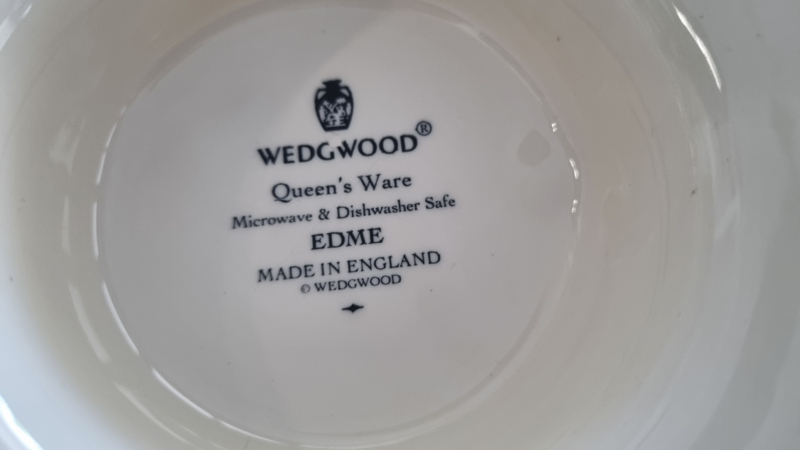 WEDGWOOD®
Queen's Ware
Microwave & Dishwasher Safe
EDME
MADE IN ENGLAND
© WEDGWOOD